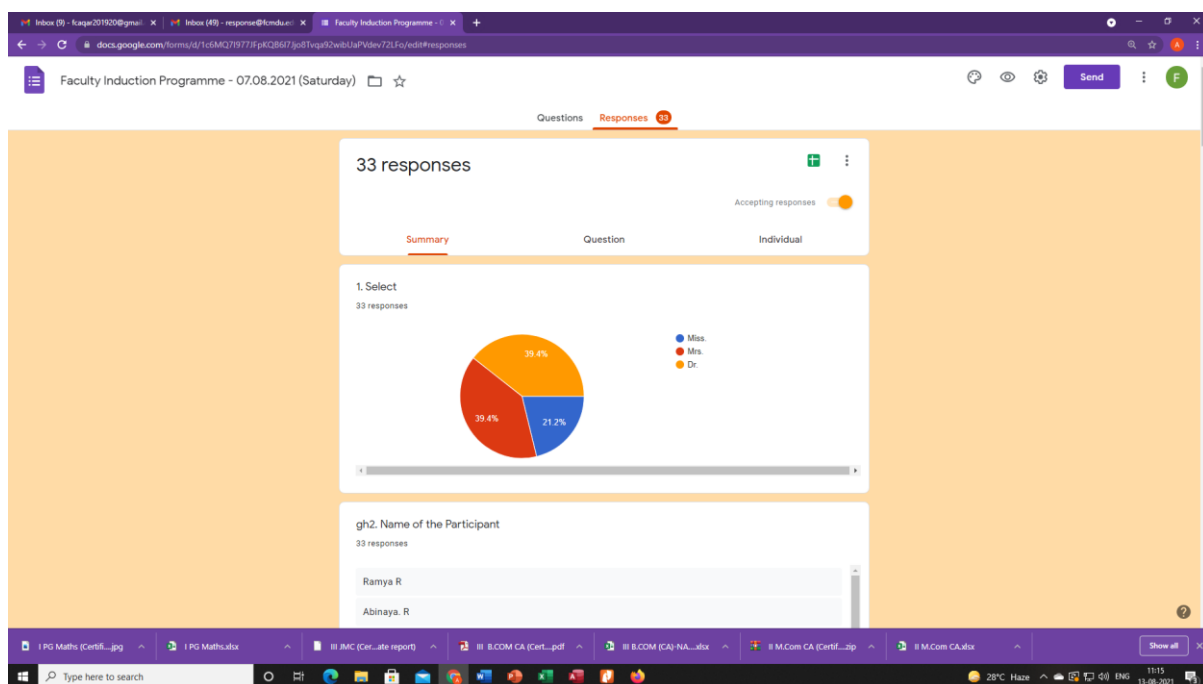 Inbox (9) - fcaqar201920@gmail.
Inbox (49) - response@fcmdu.ed
Faculty Induction Programme - 0
docs.google.com/forms/d/1c6MQ7I977JFpKQB6I7Jjo8Tvqa92wibUaPVdev72LFo/edit#responses
A
Faculty Induction Programme - 07.08.2021 (Saturday)
Send
F
Questions
Responses 33
33 responses
Accepting responses
Summary
Question
Individual
1. Select
33 responses
39.4%
39.4%
21.2%
Miss.
Mrs.
Dr.
gh2. Name of the Participant
33 responses
Ramya R
Abinaya. R
I PG Maths (Certifi....jpg
I PG Maths.xlsx
III JMC (Cer...ate report)
III B.COM CA (Cert....pdf
III B.COM (CA)-NA....xlsx
II M.Com CA (Certif....zip
II M.Com CA.xlsx
Show all
Type here to search
28°C Haze
ENG
11:15
13-08-2021